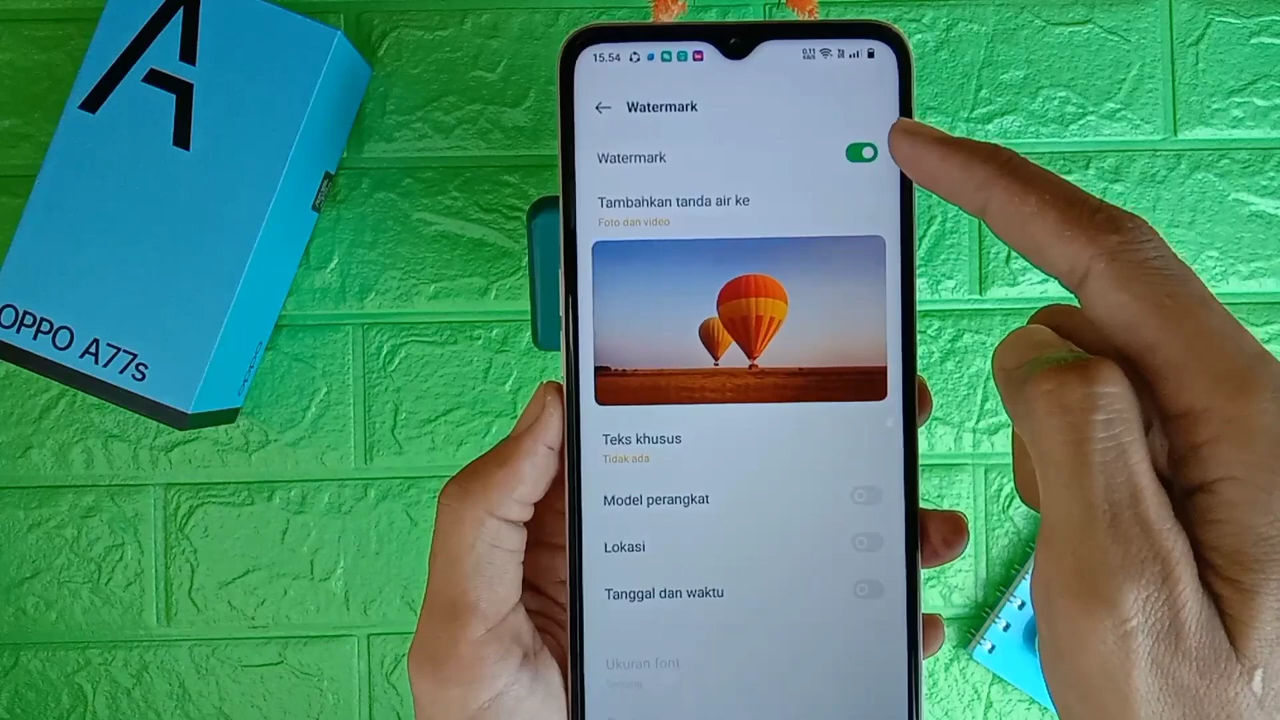 A
OPPO A77s
OPPO
15.54
Watermark
Watermark
Tambahkan tanda air ke
Foto dan video
Teks khusus
Tidak ada
Model perangkat
Lokasi
Tanggal dan waktu
Ukuran font